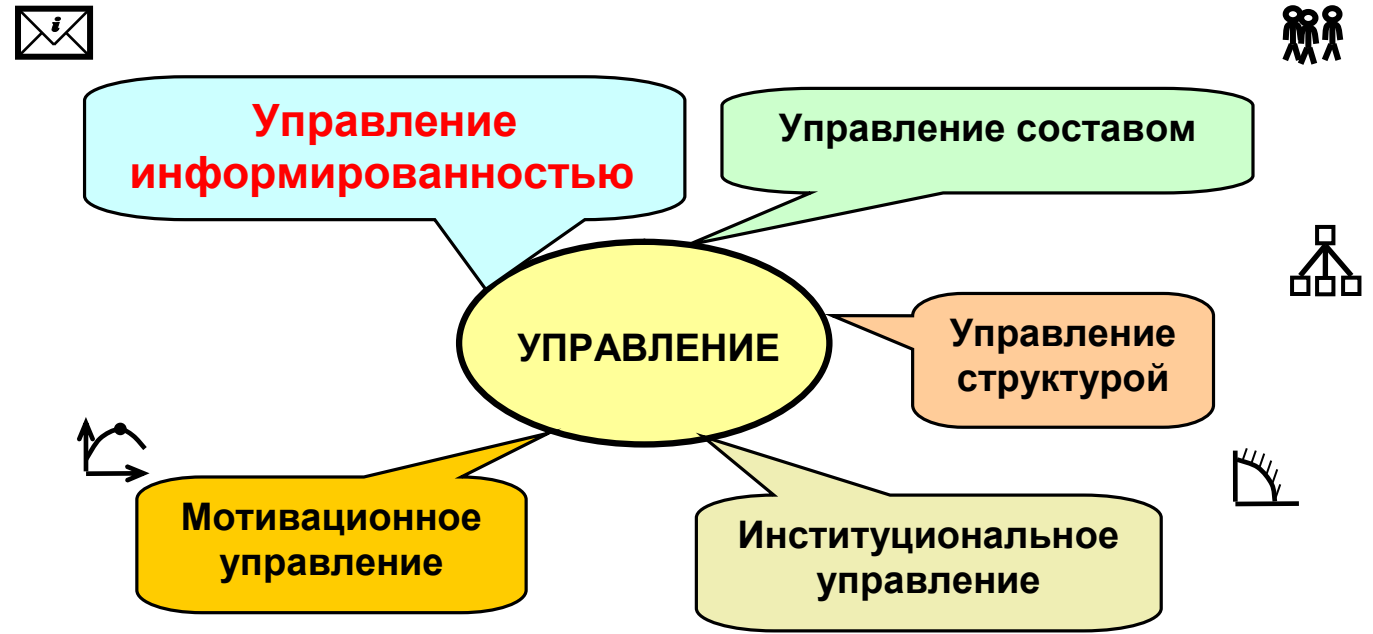 i
Управление
информированностью
Управление составом
УПРАВЛЕНИЕ
Управление
структурой
Мотивационное
управление
Институциональное
управление